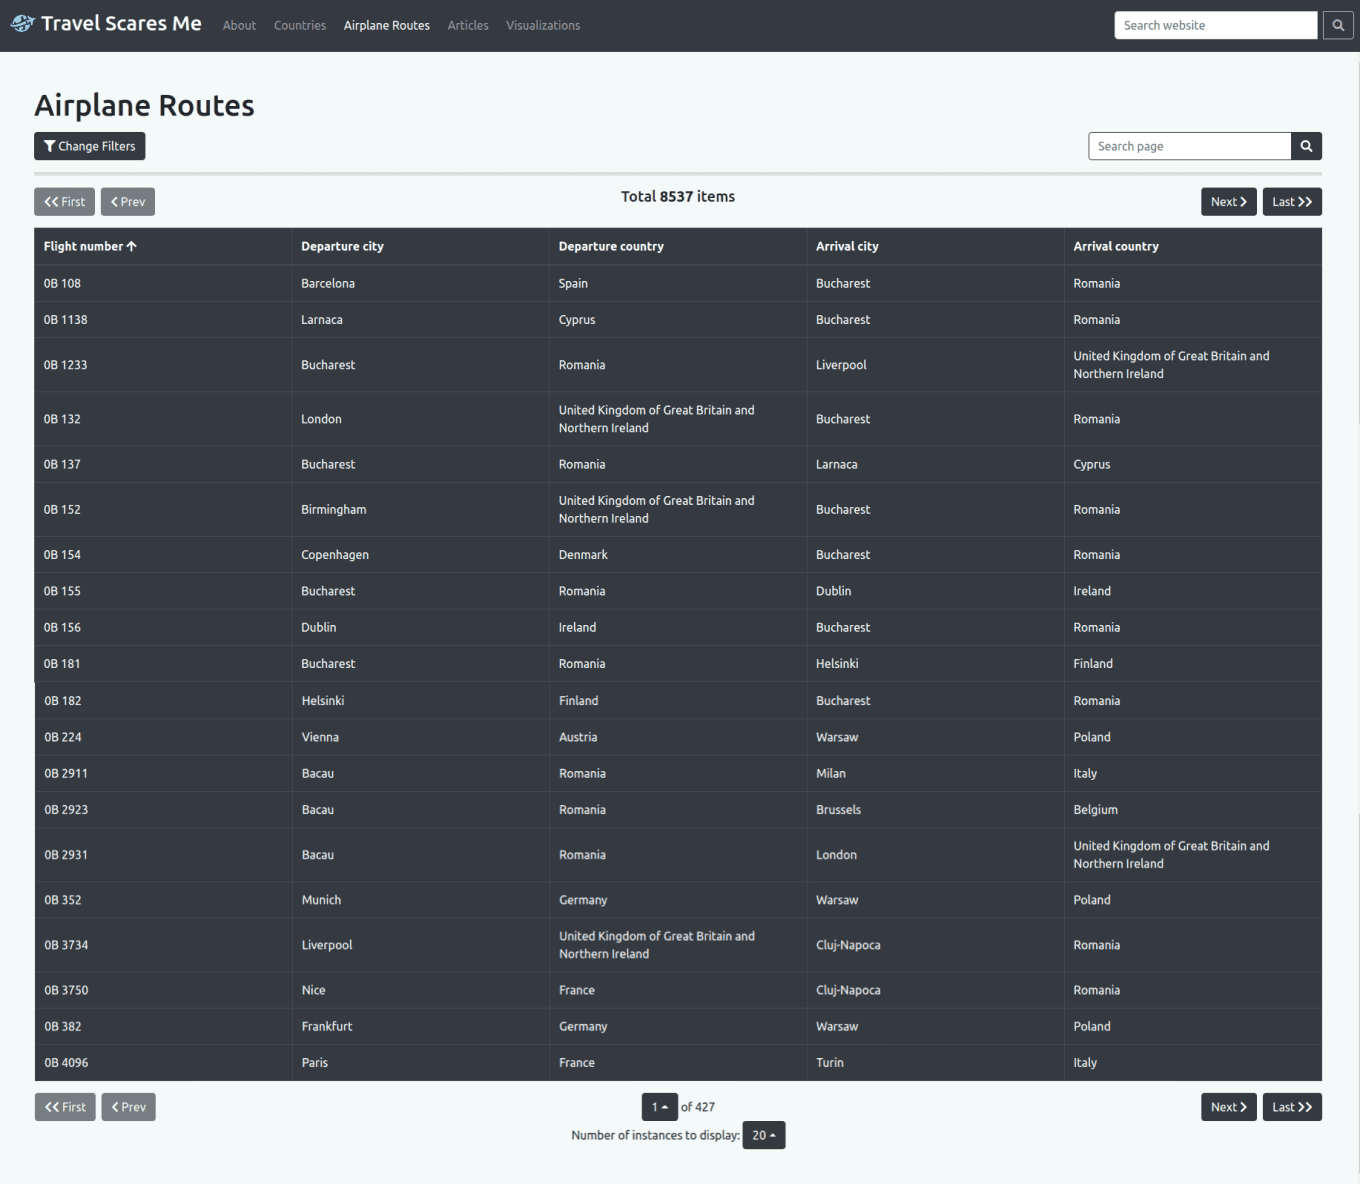 Travel Scares Me About Countries Airplane Routes Articles Visualizations Search website
Airplane Routes
Change Filters Search page
First Prev Total 8537 items Next Last
Flight number Departure city Departure country Arrival city Arrival country
0B 108 Barcelona Spain Bucharest Romania
0B 1138 Larnaca Cyprus Bucharest Romania
0B 1233 Bucharest Romania Liverpool United Kingdom of Great Britain and
Northern Ireland
0B 132 London United Kingdom of Great Britain and
Northern Ireland Bucharest Romania
0B 137 Bucharest Romania Larnaca Cyprus
0B 152 Birmingham United Kingdom of Great Britain and
Northern Ireland Bucharest Romania
0B 154 Copenhagen Denmark Bucharest Romania
0B 155 Bucharest Romania Dublin Ireland
0B 156 Dublin Ireland Bucharest Romania
0B 181 Bucharest Romania Helsinki Finland
0B 182 Helsinki Finland Bucharest Romania
0B 224 Vienna Austria Warsaw Poland
0B 2911 Bacau Romania Milan Italy
0B 2923 Bacau Romania Brussels Belgium
0B 2931 Bacau Romania London United Kingdom of Great Britain and
Northern Ireland
0B 352 Munich Germany Warsaw Poland
0B 3734 Liverpool United Kingdom of Great Britain and
Northern Ireland Cluj-Napoca Romania
0B 3750 Nice France Cluj-Napoca Romania
0B 382 Frankfurt Germany Warsaw Poland
0B 4096 Paris France Turin Italy
First Prev 1 of 427 Next Last
Number of instances to display: 20